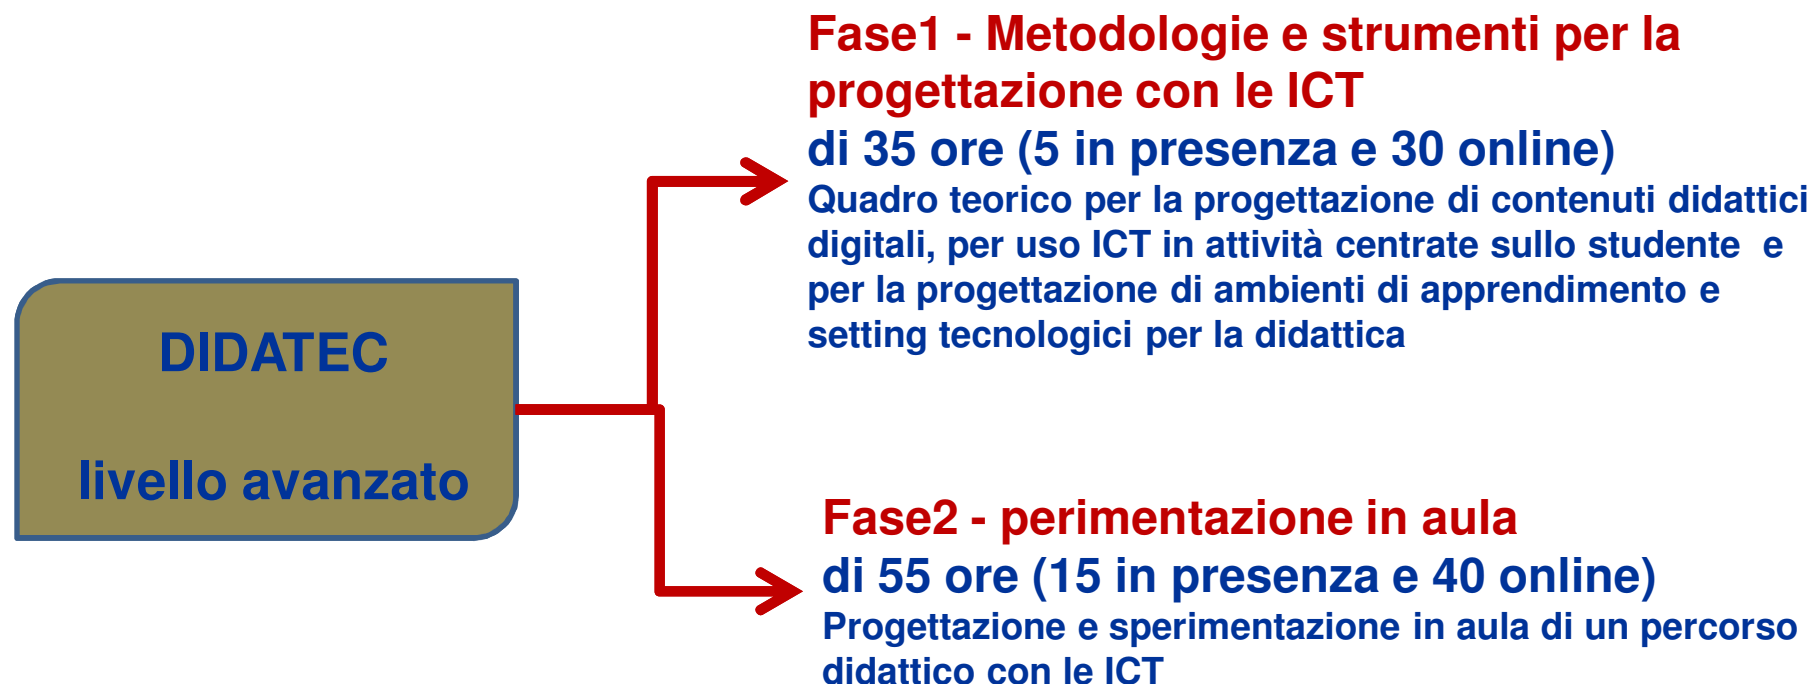 DIDATEC
livello avanzato
Fase1 - Metodologie e strumenti per la
progettazione con le ICT
di 35 ore (5 in presenza e 30 online)
Quadro teorico per la progettazione di contenuti didattici
digitali, per uso ICT in attività centrate sullo studente e
per la progettazione di ambienti di apprendimento e
setting tecnologici per la didattica
Fase2 - perimentazione in aula
di 55 ore (15 in presenza e 40 online)
Progettazione e sperimentazione in aula di un percorso
didattico con le ICT